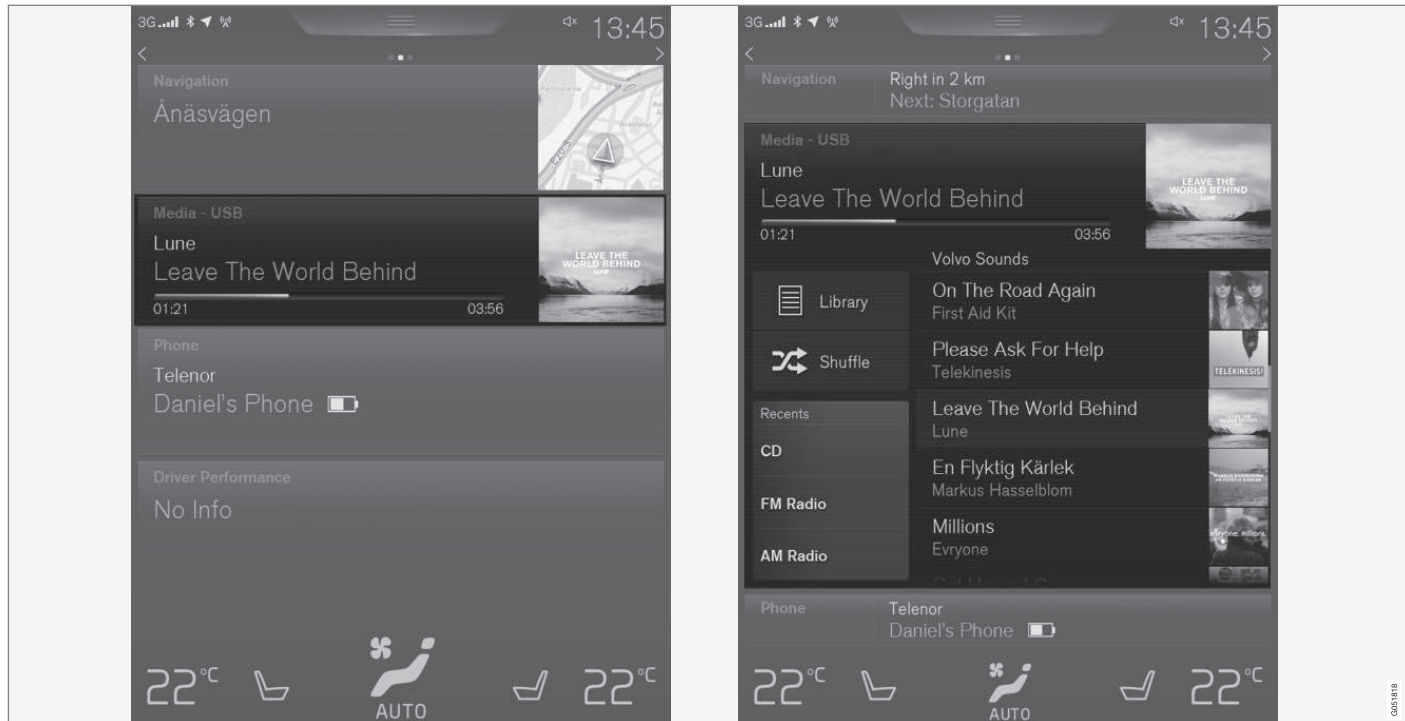 3G 13:45
Navigation
Ånäsvägen
Media - USB
Lune
Leave The World Behind
01:21 03:56
LEAVE THE
WORLD BEHIND
LUNE
Phone
Telenor
Daniel's Phone
Driver Performance
No Info
22°C 22°C
AUTO
3G 13:45
Navigation
Right in 2 km
Next: Storgatan
Media - USB
Lune
Leave The World Behind
01:21 03:56
LEAVE THE
WORLD BEHIND
LUNE
Library
Shuffle
Recents
CD
FM Radio
AM Radio
Volvo Sounds
On The Road Again
First Aid Kit
Please Ask For Help
Telekinesis
TELEKINESIS!
Leave The World Behind
Lune
En Flyktig Kärlek
Markus Hasselblom
Millions
Evryone
evryone. millions.
Phone
Telenor
Daniel's Phone
22°C 22°C
AUTO
G051818